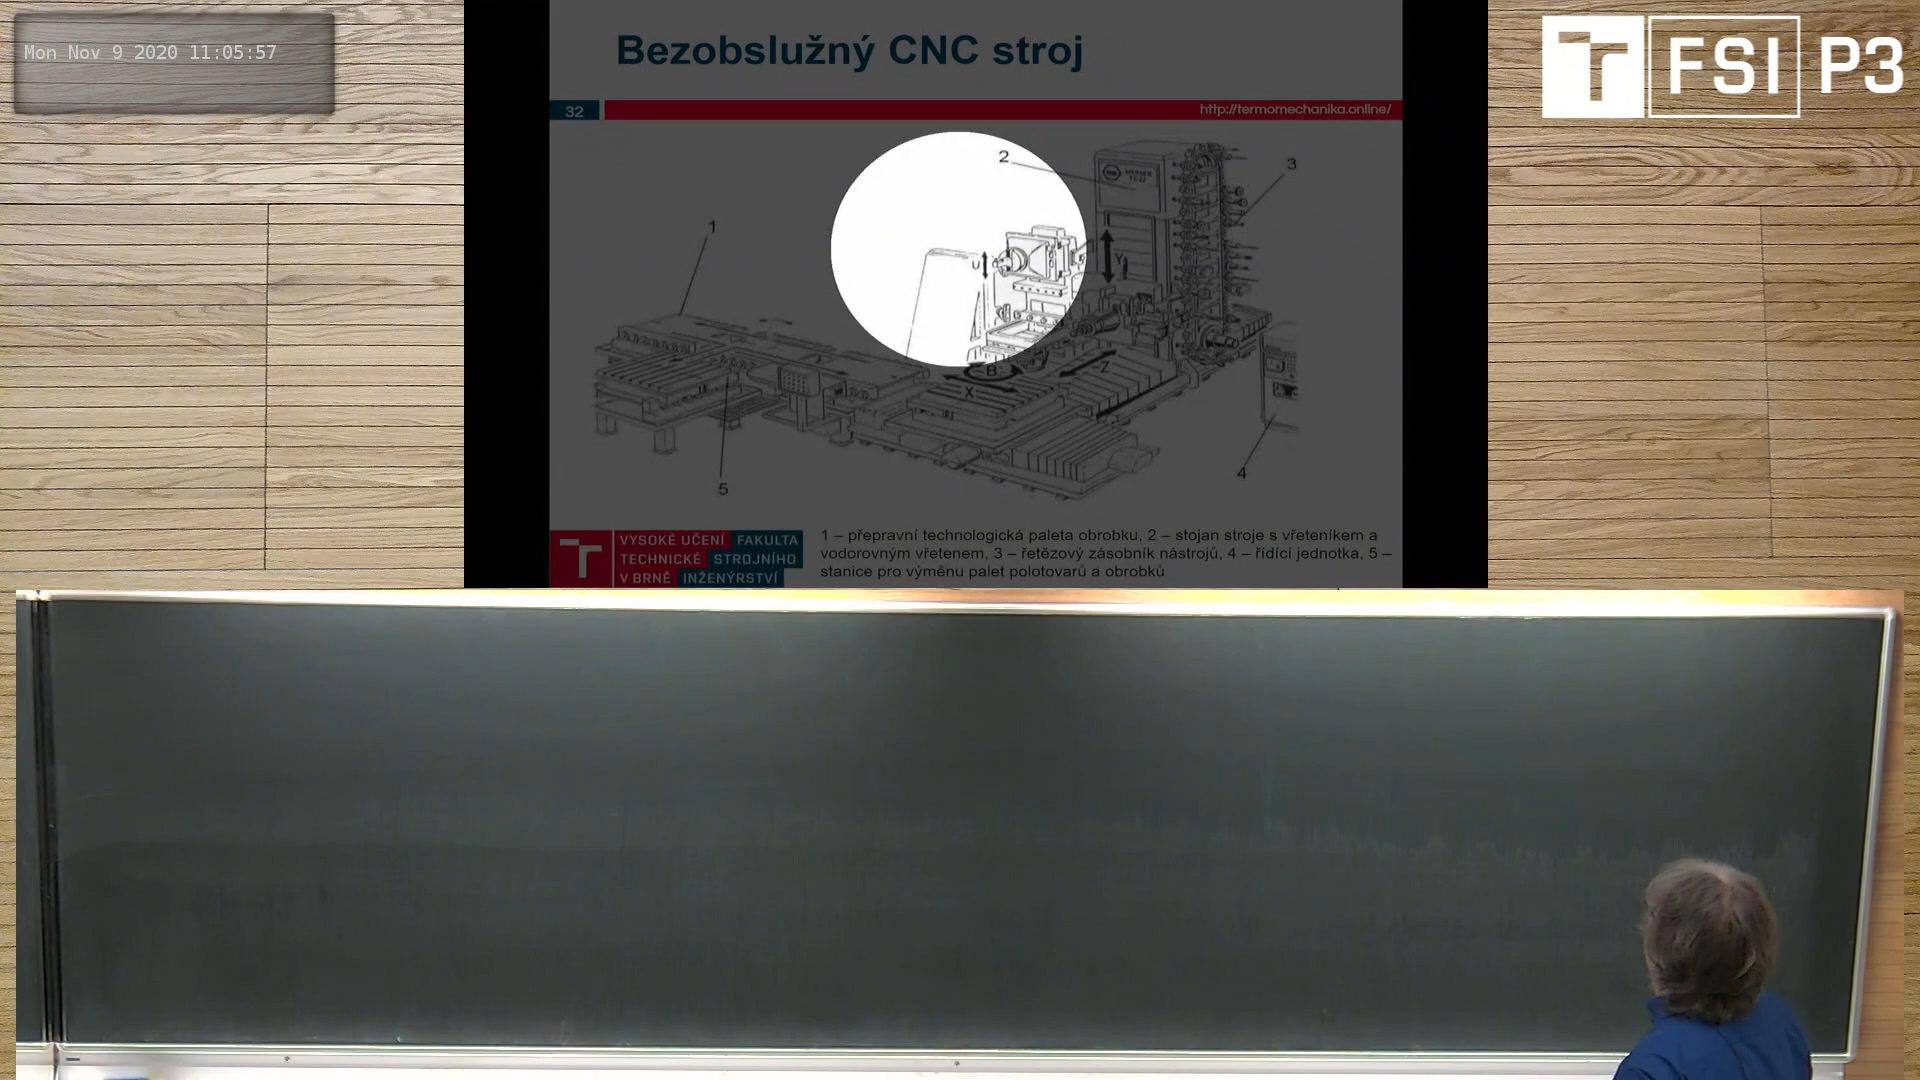 Mon Nov 9 2020 11:05:57
Bezobslužný CNC stroj
FSI P3
32
http://termomechanika.online/
2
3
1
U
Y
B
Z
X
4
5
VYSOKÉ UČENÍ FAKULTA
TECHNICKÉ STROJNÍHO
V BRNĚ INŽENÝRSTVÍ
1 – přepravní technologická paleta obrobku, 2 – stojan stroje s vřeteníkem a
vodorovným vřetenem, 3 – řetězový zásobník nástrojů, 4 – řídící jednotka, 5 –
stanice pro výměnu palet polotovarů a obrobků